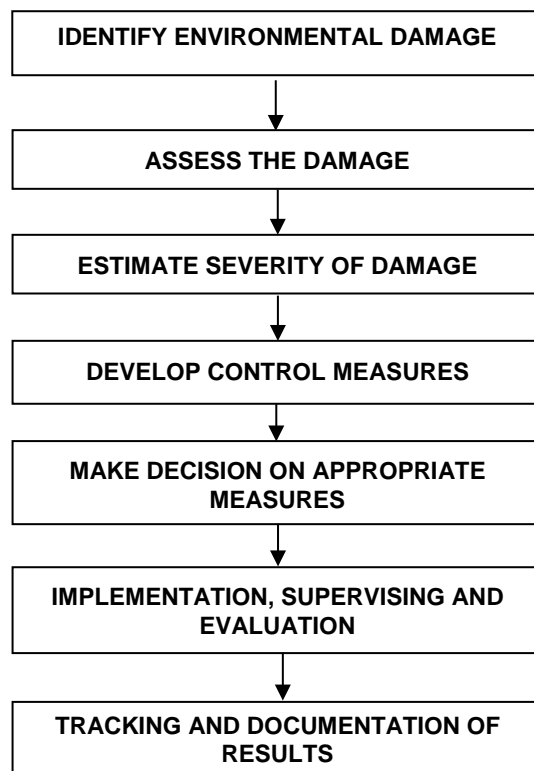 IDENTIFY ENVIRONMENTAL DAMAGE
ASSESS THE DAMAGE
ESTIMATE SEVERITY OF DAMAGE
DEVELOP CONTROL MEASURES
MAKE DECISION ON APPROPRIATE
MEASURES
IMPLEMENTATION, SUPERVISING AND
EVALUATION
TRACKING AND DOCUMENTATION OF
RESULTS